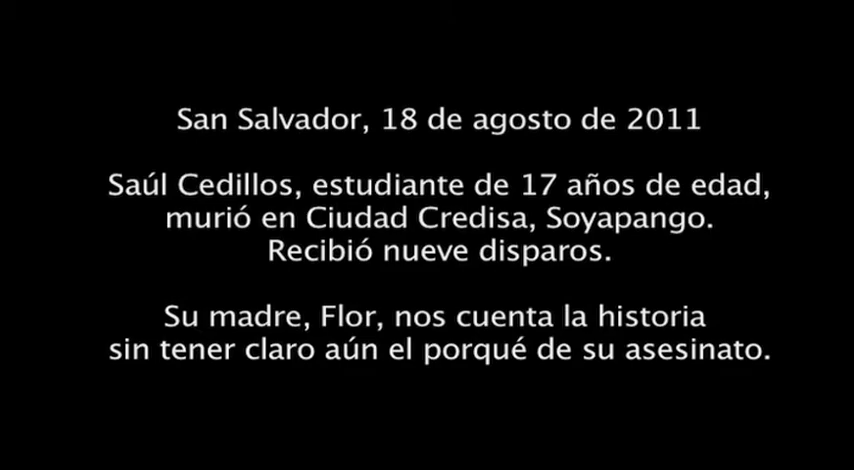 San Salvador, 18 de agosto de 2011
Saúl Cedillos, estudiante de 17 años de edad,
murió en Ciudad Credisa, Soyapango.
Recibió nueve disparos.
Su madre, Flor, nos cuenta la historia
sin tener claro aún el porqué de su asesinato.